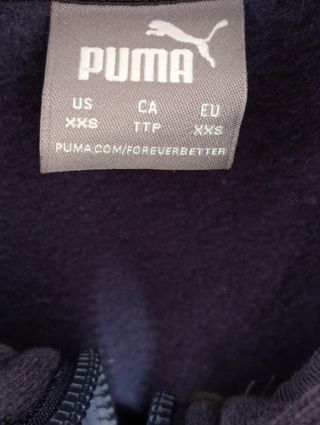 PUMA
US CA EU
XXS TTP XXS
PUMA.COM/FOREVERBETTER